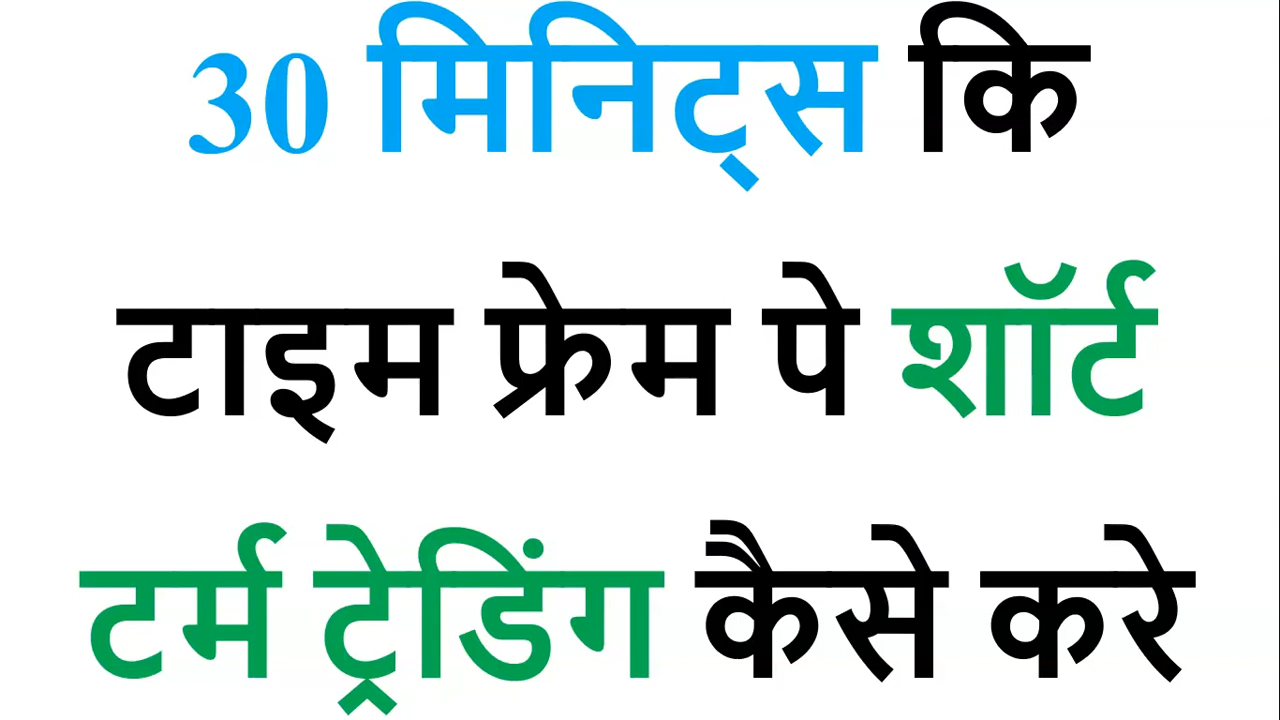 30 मिनिट्स कि
टाइम फ्रेम पे शॉर्ट
टर्म ट्रेडिंग कैसे करे